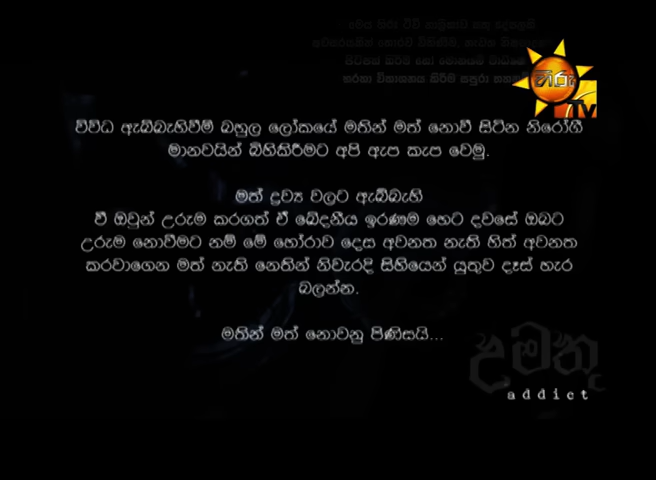 හිරු
TV
විවිධ ඇබ්බැහිවීම් බහුල ලෝකයේ මතින් මත් නොවී සිටින නිරෝගී
මානවයින් බිහිකිරීමට අපි ඇප කැප වෙමු.
මත් ද්‍රව්‍ය වලට ඇබ්බැහි
වී ඔවුන් උරුම කරගත් ඒ ඛේදනීය ඉරණම හෙට දවසේ ඔබට
උරුම නොවීමට නම් මේ හෝරාව දෙස අවනත නැති හිත් අවනත
කරවාගෙන මත් නැති නෙතින් නිවැරදි සිහියෙන් යුතුව දෑස් හැර
බලන්න.
මතින් මත් නොවනු පිණිසයි...
උමතු
addict